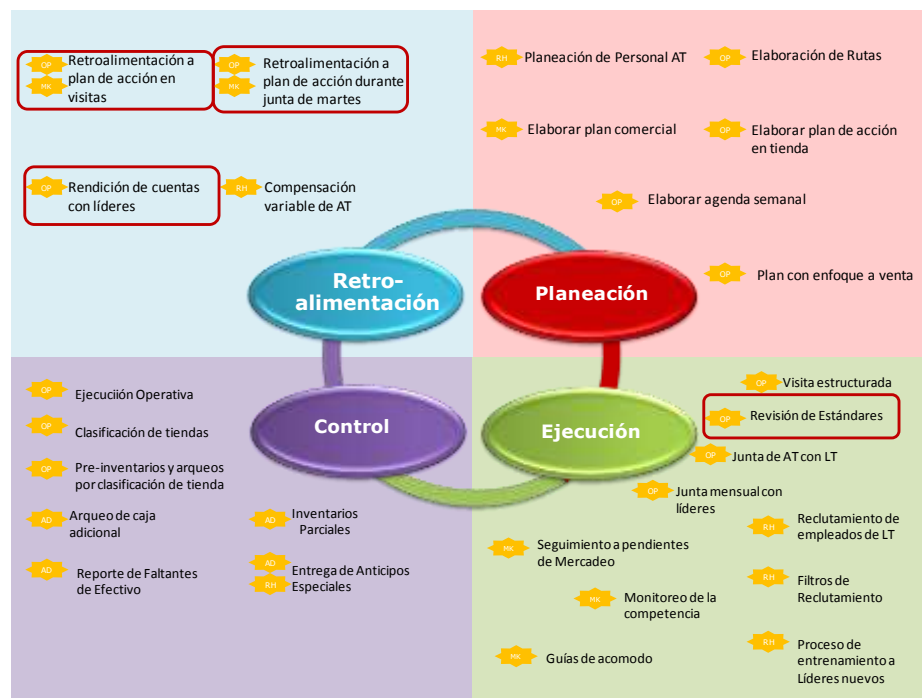 OP
MK
Retroalimentación a
plan de acción en
visitas
OP
MK
Retroalimentación a
plan de acción durante
junta de martes
OP
Rendición de cuentas
con líderes
RH
Compensación
variable de AT
RH
Planeación de Personal AT
OP
Elaboración de Rutas
MK
Elaborar plan comercial
OP
Elaborar plan de acción
en tienda
OP
Elaborar agenda semanal
OP
Plan con enfoque a venta
Retro-
alimentación
Planeación
Control
Ejecución
OP
Ejecución Operativa
OP
Clasificación de tiendas
OP
Pre-inventarios y arqueos
por clasificación de tienda
AD
Arqueo de caja
adicional
AD
Inventarios
Parciales
AD
Reporte de Faltantes
de Efectivo
AD
RH
Entrega de Anticipos
Especiales
OP
Visita estructurada
OP
Revisión de Estándares
OP
Junta de AT con LT
OP
Junta mensual con
líderes
RH
Reclutamiento de
empleados de LT
MK
Seguimiento a pendientes
de Mercadeo
RH
Filtros de
Reclutamiento
MK
Monitoreo de la
competencia
MK
Guías de acomodo
RH
Proceso de
entrenamiento a
Líderes nuevos